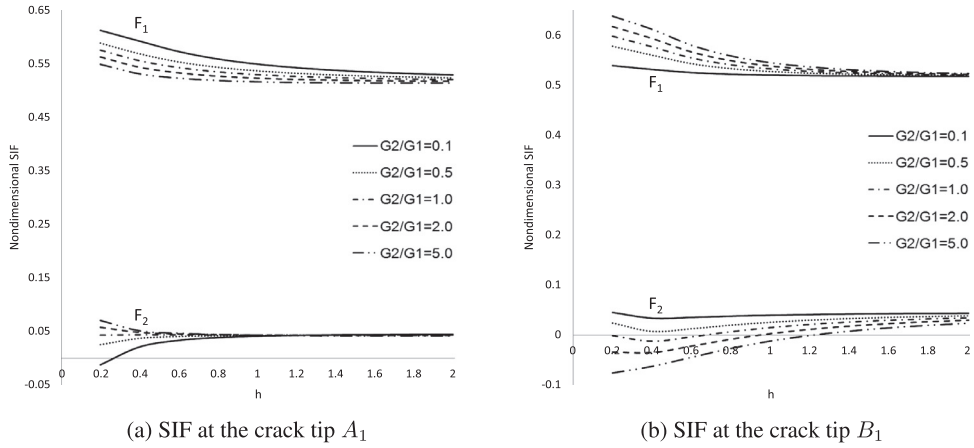 0.65
0.55
0.45
0.35
0.25
0.15
0.05
-0.05
Nondimensional SIF
F1
G2/G1=0.1
G2/G1=0.5
G2/G1=1.0
G2/G1=2.0
G2/G1=5.0
F2
0 0.2 0.4 0.6 0.8 1 1.2 1.4 1.6 1.8 2
h
(a) SIF at the crack tip A1
0.6
0.5
0.4
0.3
0.2
0.1
0
-0.1
Nondimensional SIF
F1
G2/G1=0.1
G2/G1=0.5
G2/G1=1.0
G2/G1=2.0
G2/G1=5.0
F2
0 0.2 0.4 0.6 0.8 1 1.2 1.4 1.6 1.8 2
h
(b) SIF at the crack tip B1